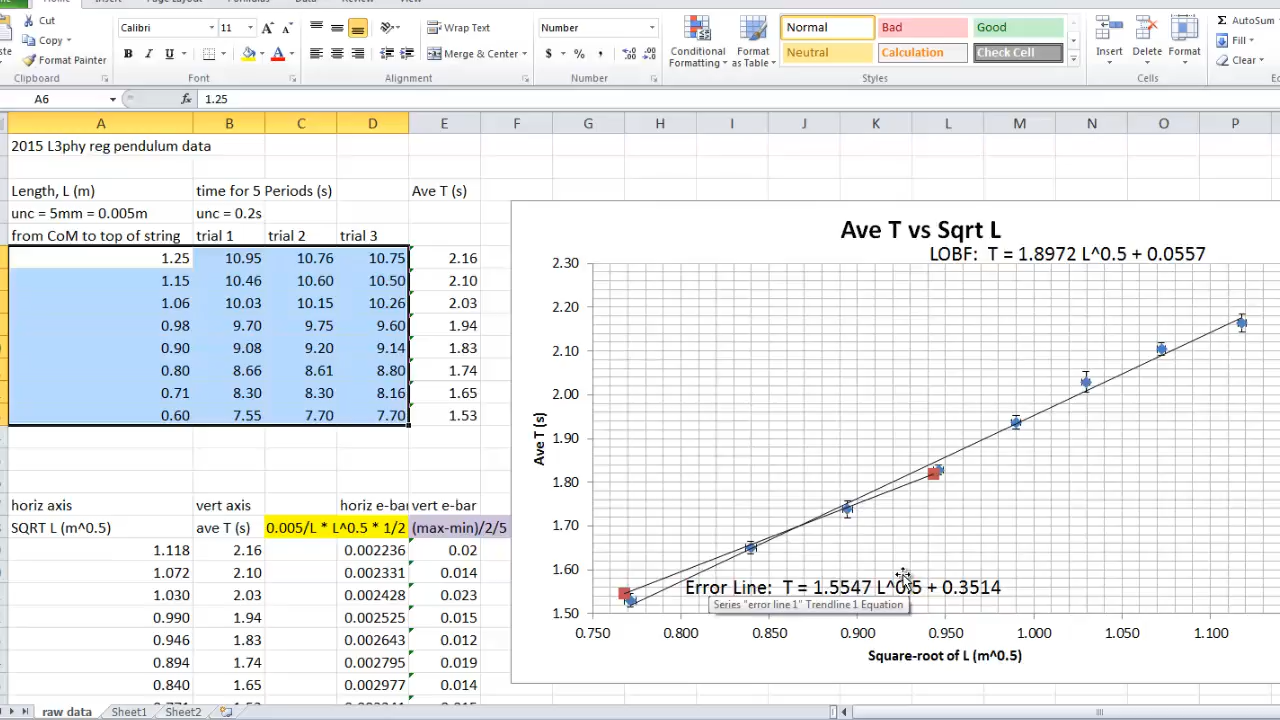 Cut
Copy
Format Painter
Clipboard
Calibri 11 A A
B I U A
Font
Wrap Text
Merge & Center
Alignment
Number
$ % ,
Number
Conditional Formatting
Format as Table
Normal Bad Good
Neutral Calculation Check Cell
Styles
Insert Delete Format
Cells
Σ AutoSum
Fill
Clear
A6 fx 1.25
A B C D E F G H I J K L M N O P
2015 L3phy reg pendulum data
Length, L (m) time for 5 Periods (s) Ave T (s)
unc = 5mm = 0.005m unc = 0.2s
from CoM to top of string trial 1 trial 2 trial 3
1.25 10.95 10.76 10.75 2.16
1.15 10.46 10.60 10.50 2.10
1.06 10.03 10.15 10.26 2.03
0.98 9.70 9.75 9.60 1.94
0.90 9.08 9.20 9.14 1.83
0.80 8.66 8.61 8.80 1.74
0.71 8.30 8.30 8.16 1.65
0.60 7.55 7.70 7.70 1.53
horiz axis vert axis horiz e-bar vert e-bar
SQRT L (m^0.5) ave T (s) 0.005/L * L^0.5 * 1/2 (max-min)/2/5
1.118 2.16 0.002236 0.02
1.072 2.10 0.002331 0.014
1.030 2.03 0.002428 0.023
0.990 1.94 0.002525 0.015
0.946 1.83 0.002643 0.012
0.894 1.74 0.002795 0.019
0.840 1.65 0.002977 0.014
Ave T vs Sqrt L
LOBF: T = 1.8972 L^0.5 + 0.0557
2.30
2.20
2.10
2.00
1.90
1.80
1.70
1.60
1.50
Ave T (s)
Error Line: T = 1.5547 L^0.5 + 0.3514
Series "error line 1" Trendline 1 Equation
0.750 0.800 0.850 0.900 0.950 1.000 1.050 1.100
Square-root of L (m^0.5)
raw data Sheet1 Sheet2